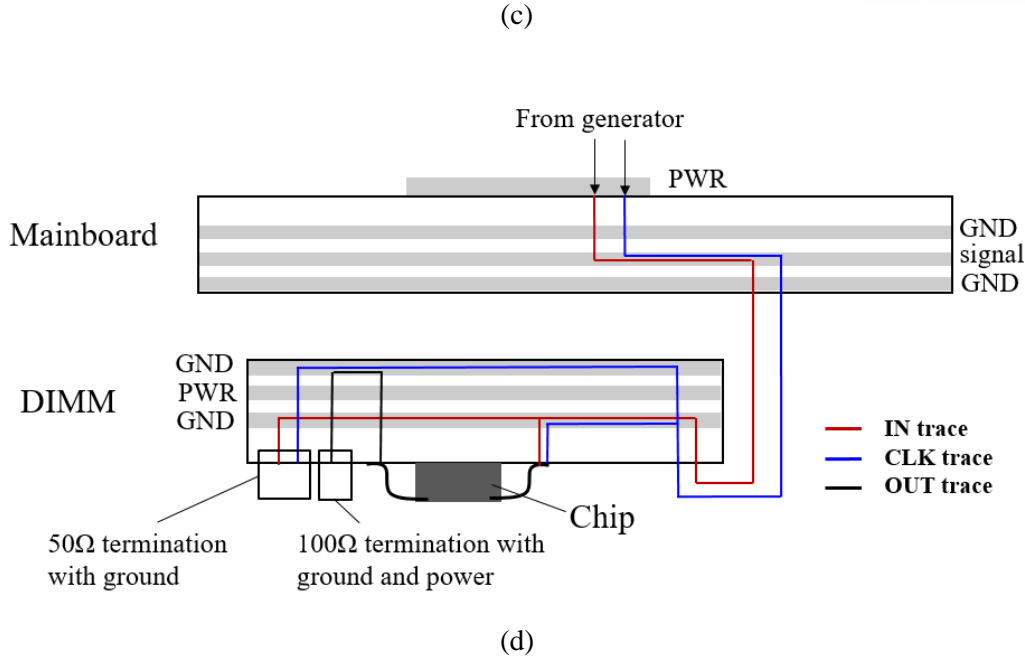 (c)
From generator
PWR
Mainboard
GND
signal
GND
GND
PWR
GND
DIMM
IN trace
CLK trace
OUT trace
Chip
50Ω termination
with ground
100Ω termination with
ground and power
(d)